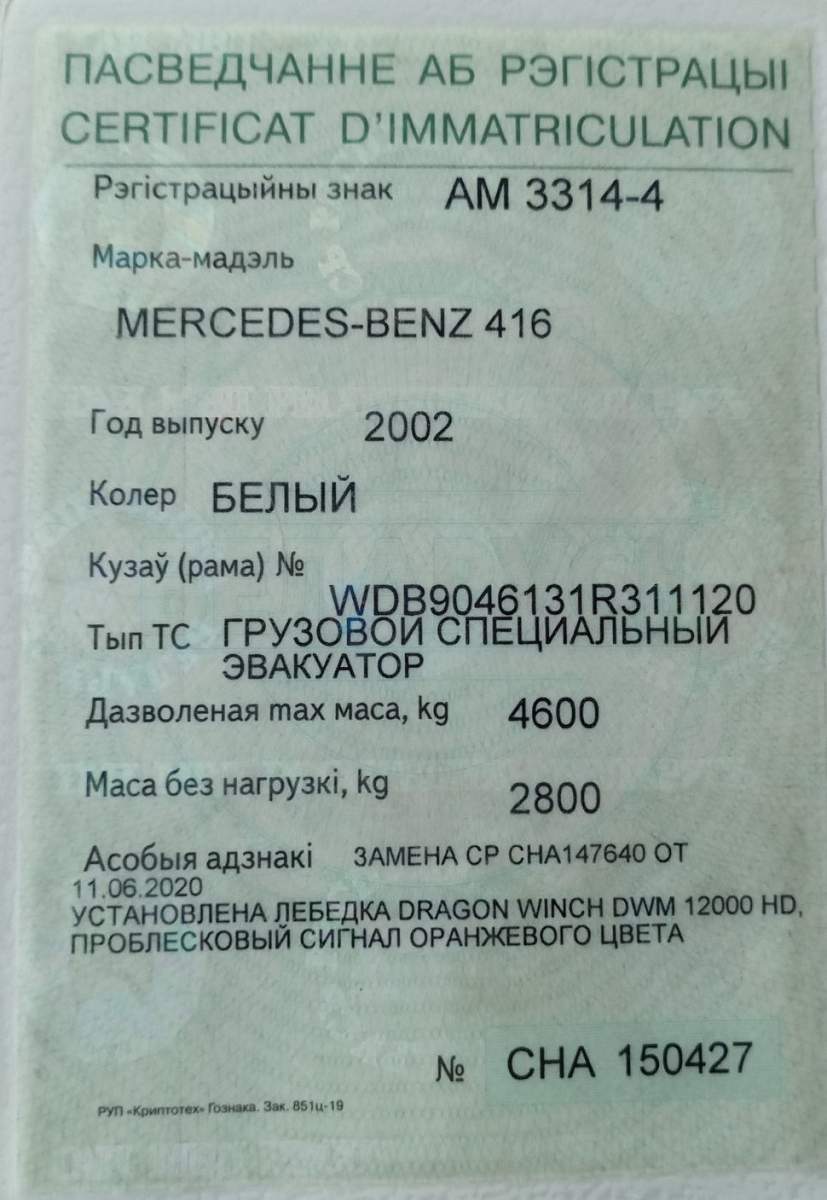 ПАСВЕДЧАННЕ АБ РЭГІСТРАЦЫІ
CERTIFICAT D'IMMATRICULATION
Рэгістрацыйны знак AM 3314-4
Марка-мадэль
MERCEDES-BENZ 416
Год выпуску 2002
Колер БЕЛЫЙ
Кузаў (рама) №
WDB9046131R311120
Тып ТС ГРУЗОВОЙ СПЕЦИАЛЬНЫЙ
ЭВАКУАТОР
Дазволеная max маса, kg 4600
Маса без нагрузкі, kg 2800
Асобыя адзнакі ЗАМЕНА СР СНА147640 ОТ
11.06.2020
УСТАНОВЛЕНА ЛЕБЕДКА DRAGON WINCH DWM 12000 HD,
ПРОБЛЕСКОВЫЙ СИГНАЛ ОРАНЖЕВОГО ЦВЕТА
№ СНА 150427
РУП «Криптотех» Гознака. Зак. 851ц-19